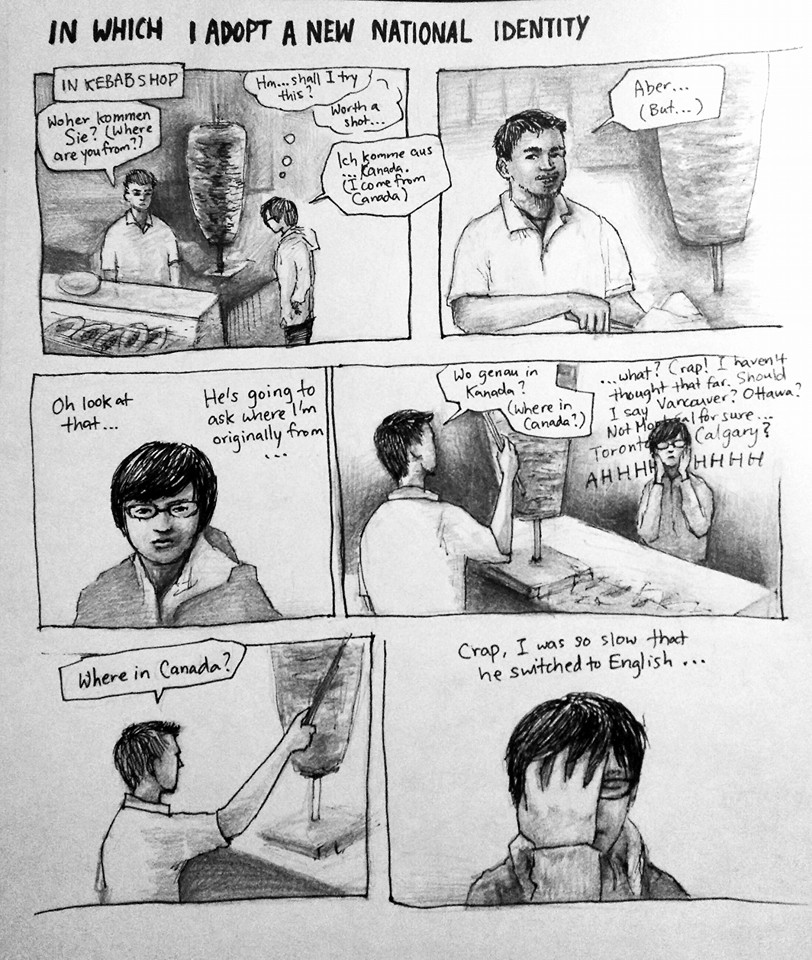 IN WHICH I ADOPT A NEW NATIONAL IDENTITY
IN KEBAB SHOP
Woher kommen
Sie? (Where
are you from?)
Hm...shall I try
this?
Worth a
shot...
Ich komme aus
... Kanada.
(I come from
Canada)
Aber...
(But...)
Oh look at
that...
He's going to
ask where I'm
originally from
...
Wo genau in
Kanada?
(Where in
Canada?)
...what? Crap! I haven't
thought that far. Should
I say Vancouver? Ottawa?
Not Mon al for sure...
Toronto Calgary?
AHHHH HHHH
Where in Canada?
Crap, I was so slow that
he switched to English ...